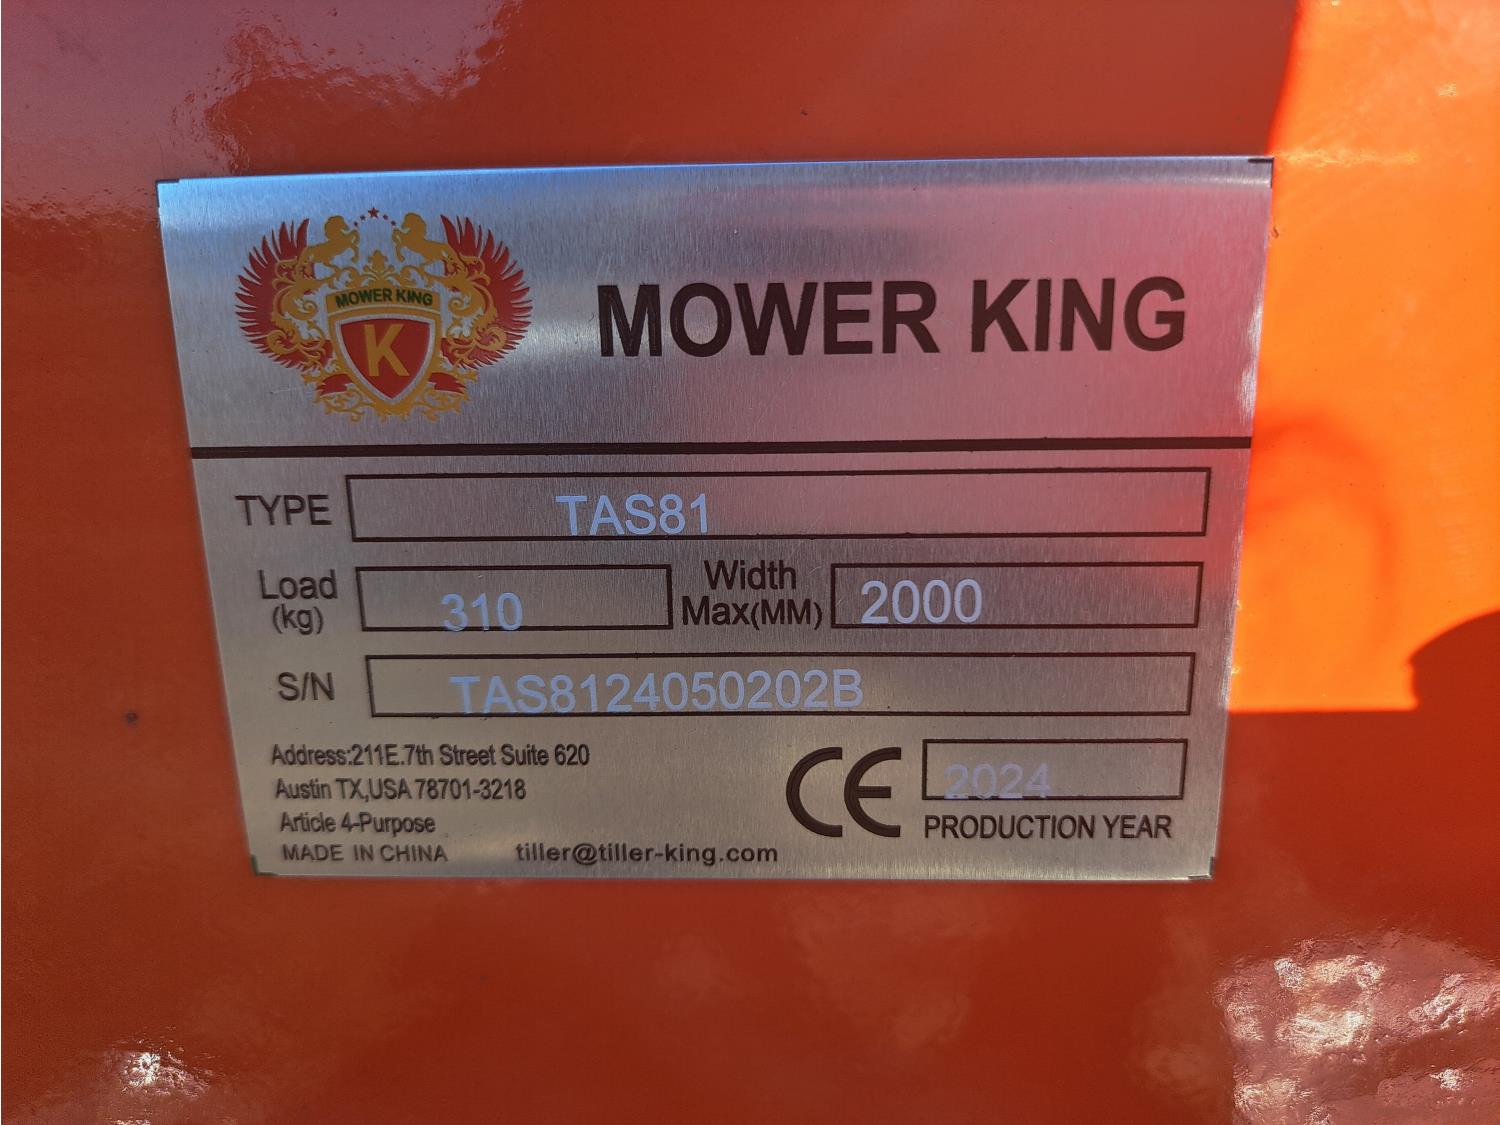 MOWER KING
K
MOWER KING
TYPE TAS81
Load (kg) 310 Width Max(MM) 2000
S/N TAS8124050202B
Address:211E.7th Street Suite 620
Austin TX,USA 78701-3218
Article 4-Purpose
MADE IN CHINA tiller@tiller-king.com
CE 2024
PRODUCTION YEAR